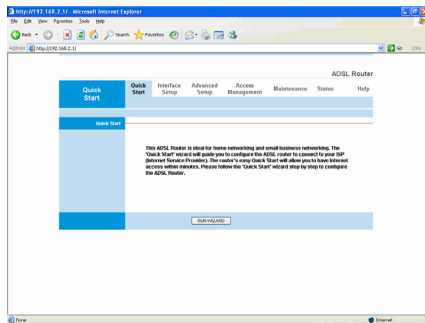 http://192.168.2.1/ - Microsoft Internet Explorer
File Edit View Favorites Tools Help
Back Search Favorites
Address http://192.168.2.1/ Go Links
ADSL Router
Quick Start
Quick Start Interface Setup Advanced Setup Access Management Maintenance Status Help
Quick Start
This ADSL Router is ideal for home networking and small business networking. The
'Quick Start' wizard will guide you to configure the ADSL router to connect to your ISP
(Internet Service Provider). The router's easy Quick Start will allow you to have Internet
access within minutes. Please follow the 'Quick Start' wizard step by step to configure
the ADSL Router.
RUN WIZARD
Done Internet